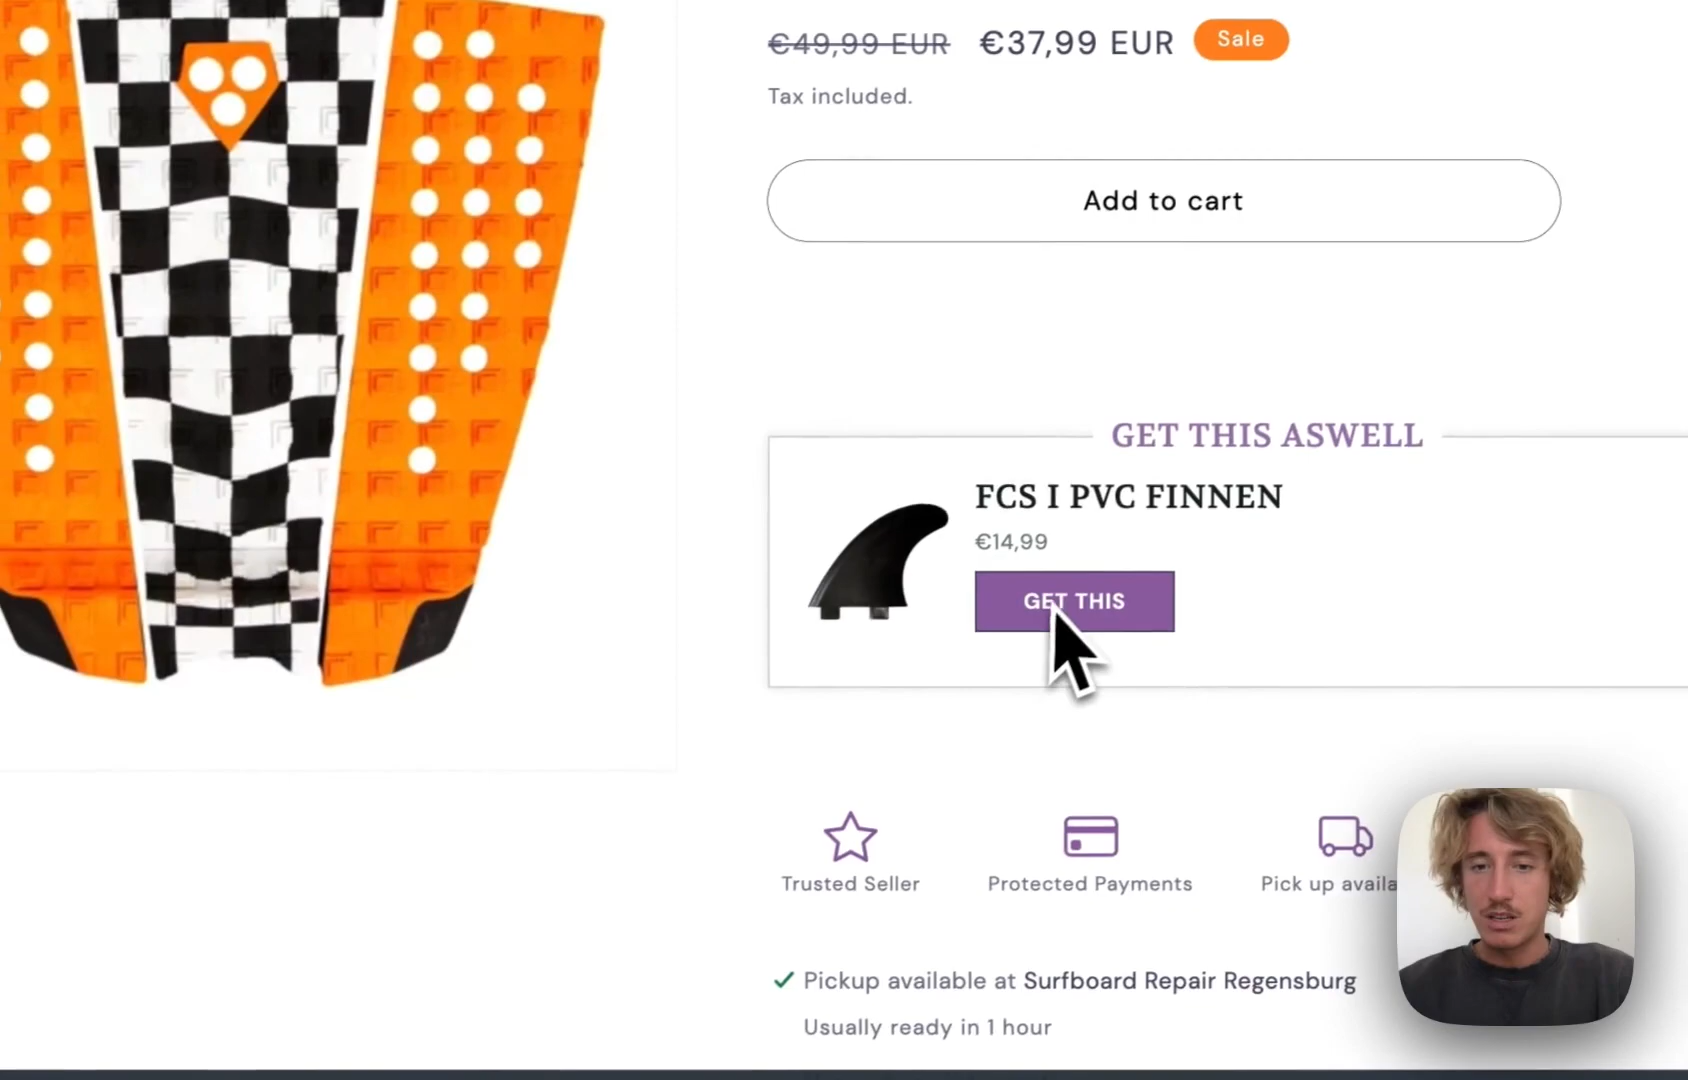 €49,99 EUR €37,99 EUR Sale
Tax included.
Add to cart
GET THIS ASWELL
FCS I PVC FINNEN
€14,99
GET THIS
Trusted Seller Protected Payments Pick up availa
Pickup available at Surfboard Repair Regensburg
Usually ready in 1 hour